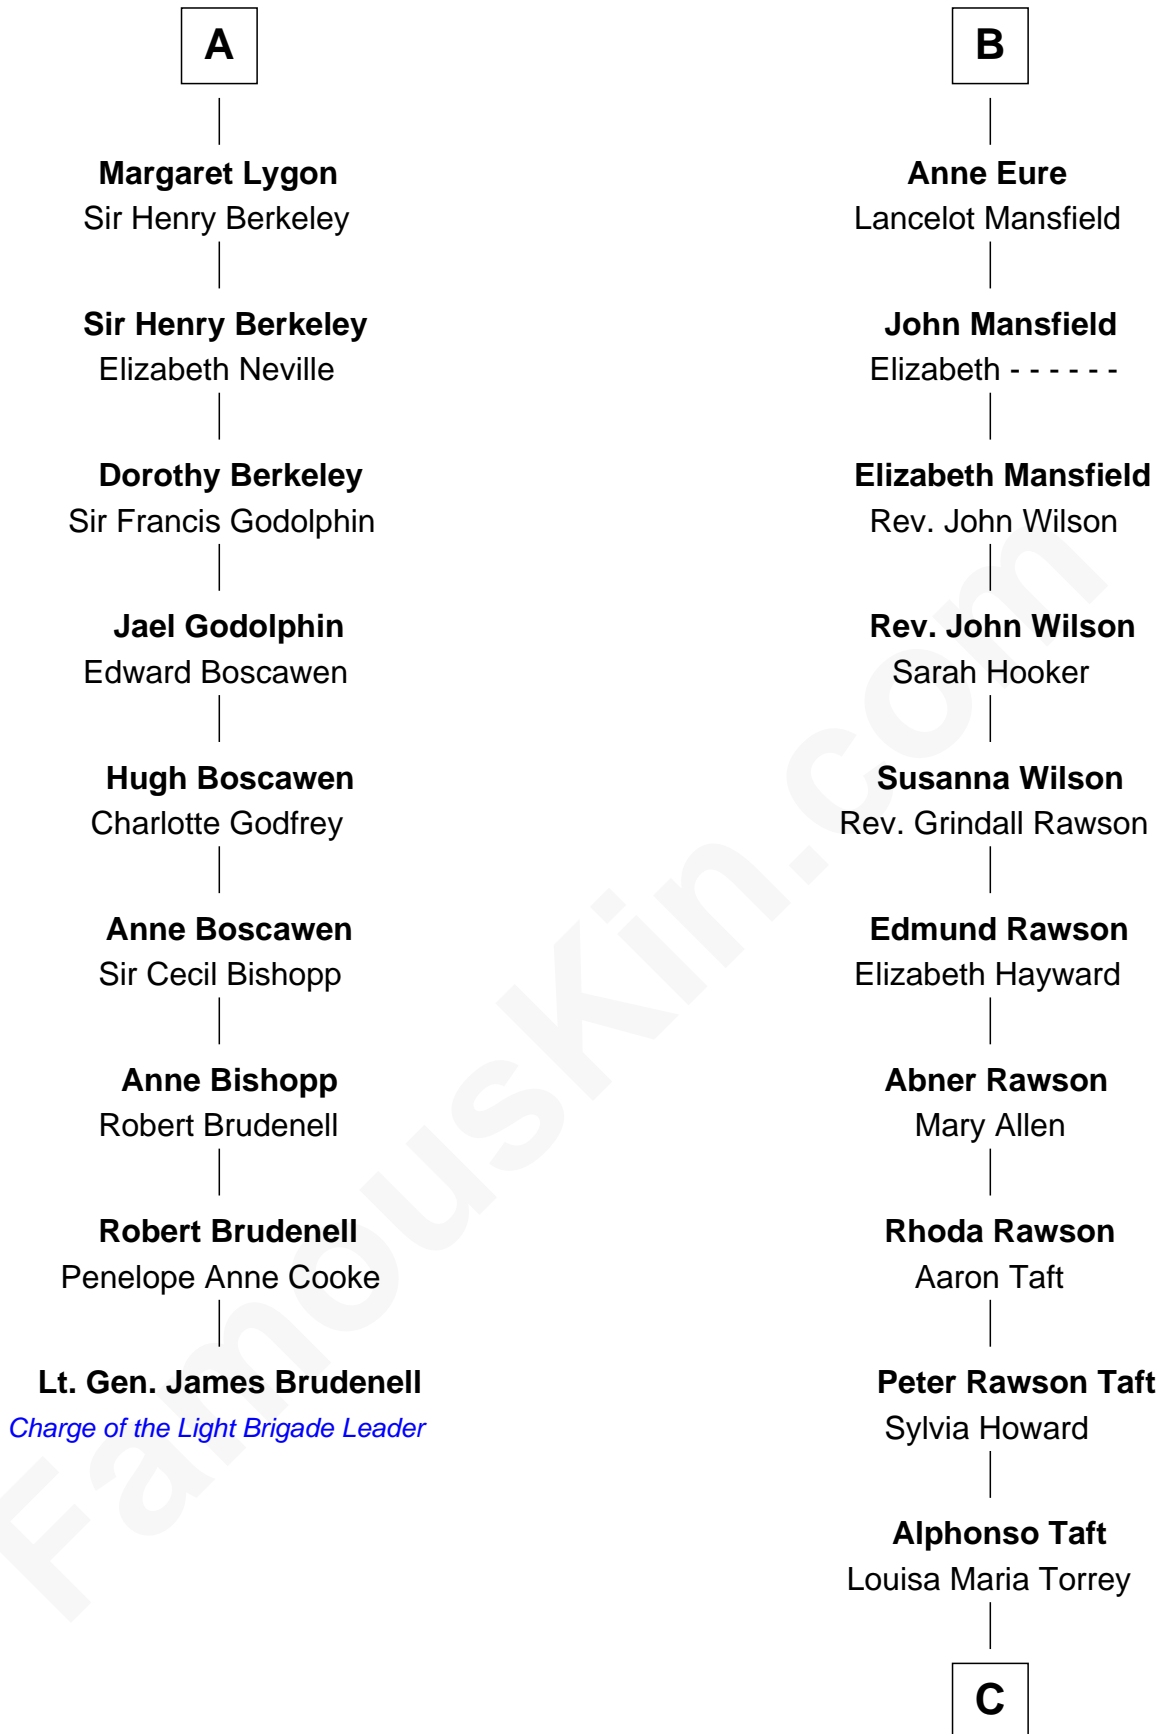 A
Margaret Lygon
Sir Henry Berkeley
Sir Henry Berkeley
Elizabeth Neville
Dorothy Berkeley
Sir Francis Godolphin
Jael Godolphin
Edward Boscawen
Hugh Boscawen
Charlotte Godfrey
Anne Boscawen
Sir Cecil Bishopp
Anne Bishopp
Robert Brudenell
Robert Brudenell
Penelope Anne Cooke
Lt. Gen. James Brudenell
Charge of the Light Brigade Leader
B
Anne Eure
Lancelot Mansfield
John Mansfield
Elizabeth - - - - - -
Elizabeth Mansfield
Rev. John Wilson
Rev. John Wilson
Sarah Hooker
Susanna Wilson
Rev. Grindall Rawson
Edmund Rawson
Elizabeth Hayward
Abner Rawson
Mary Allen
Rhoda Rawson
Aaron Taft
Peter Rawson Taft
Sylvia Howard
Alphonso Taft
Louisa Maria Torrey
C
FamousKin.com